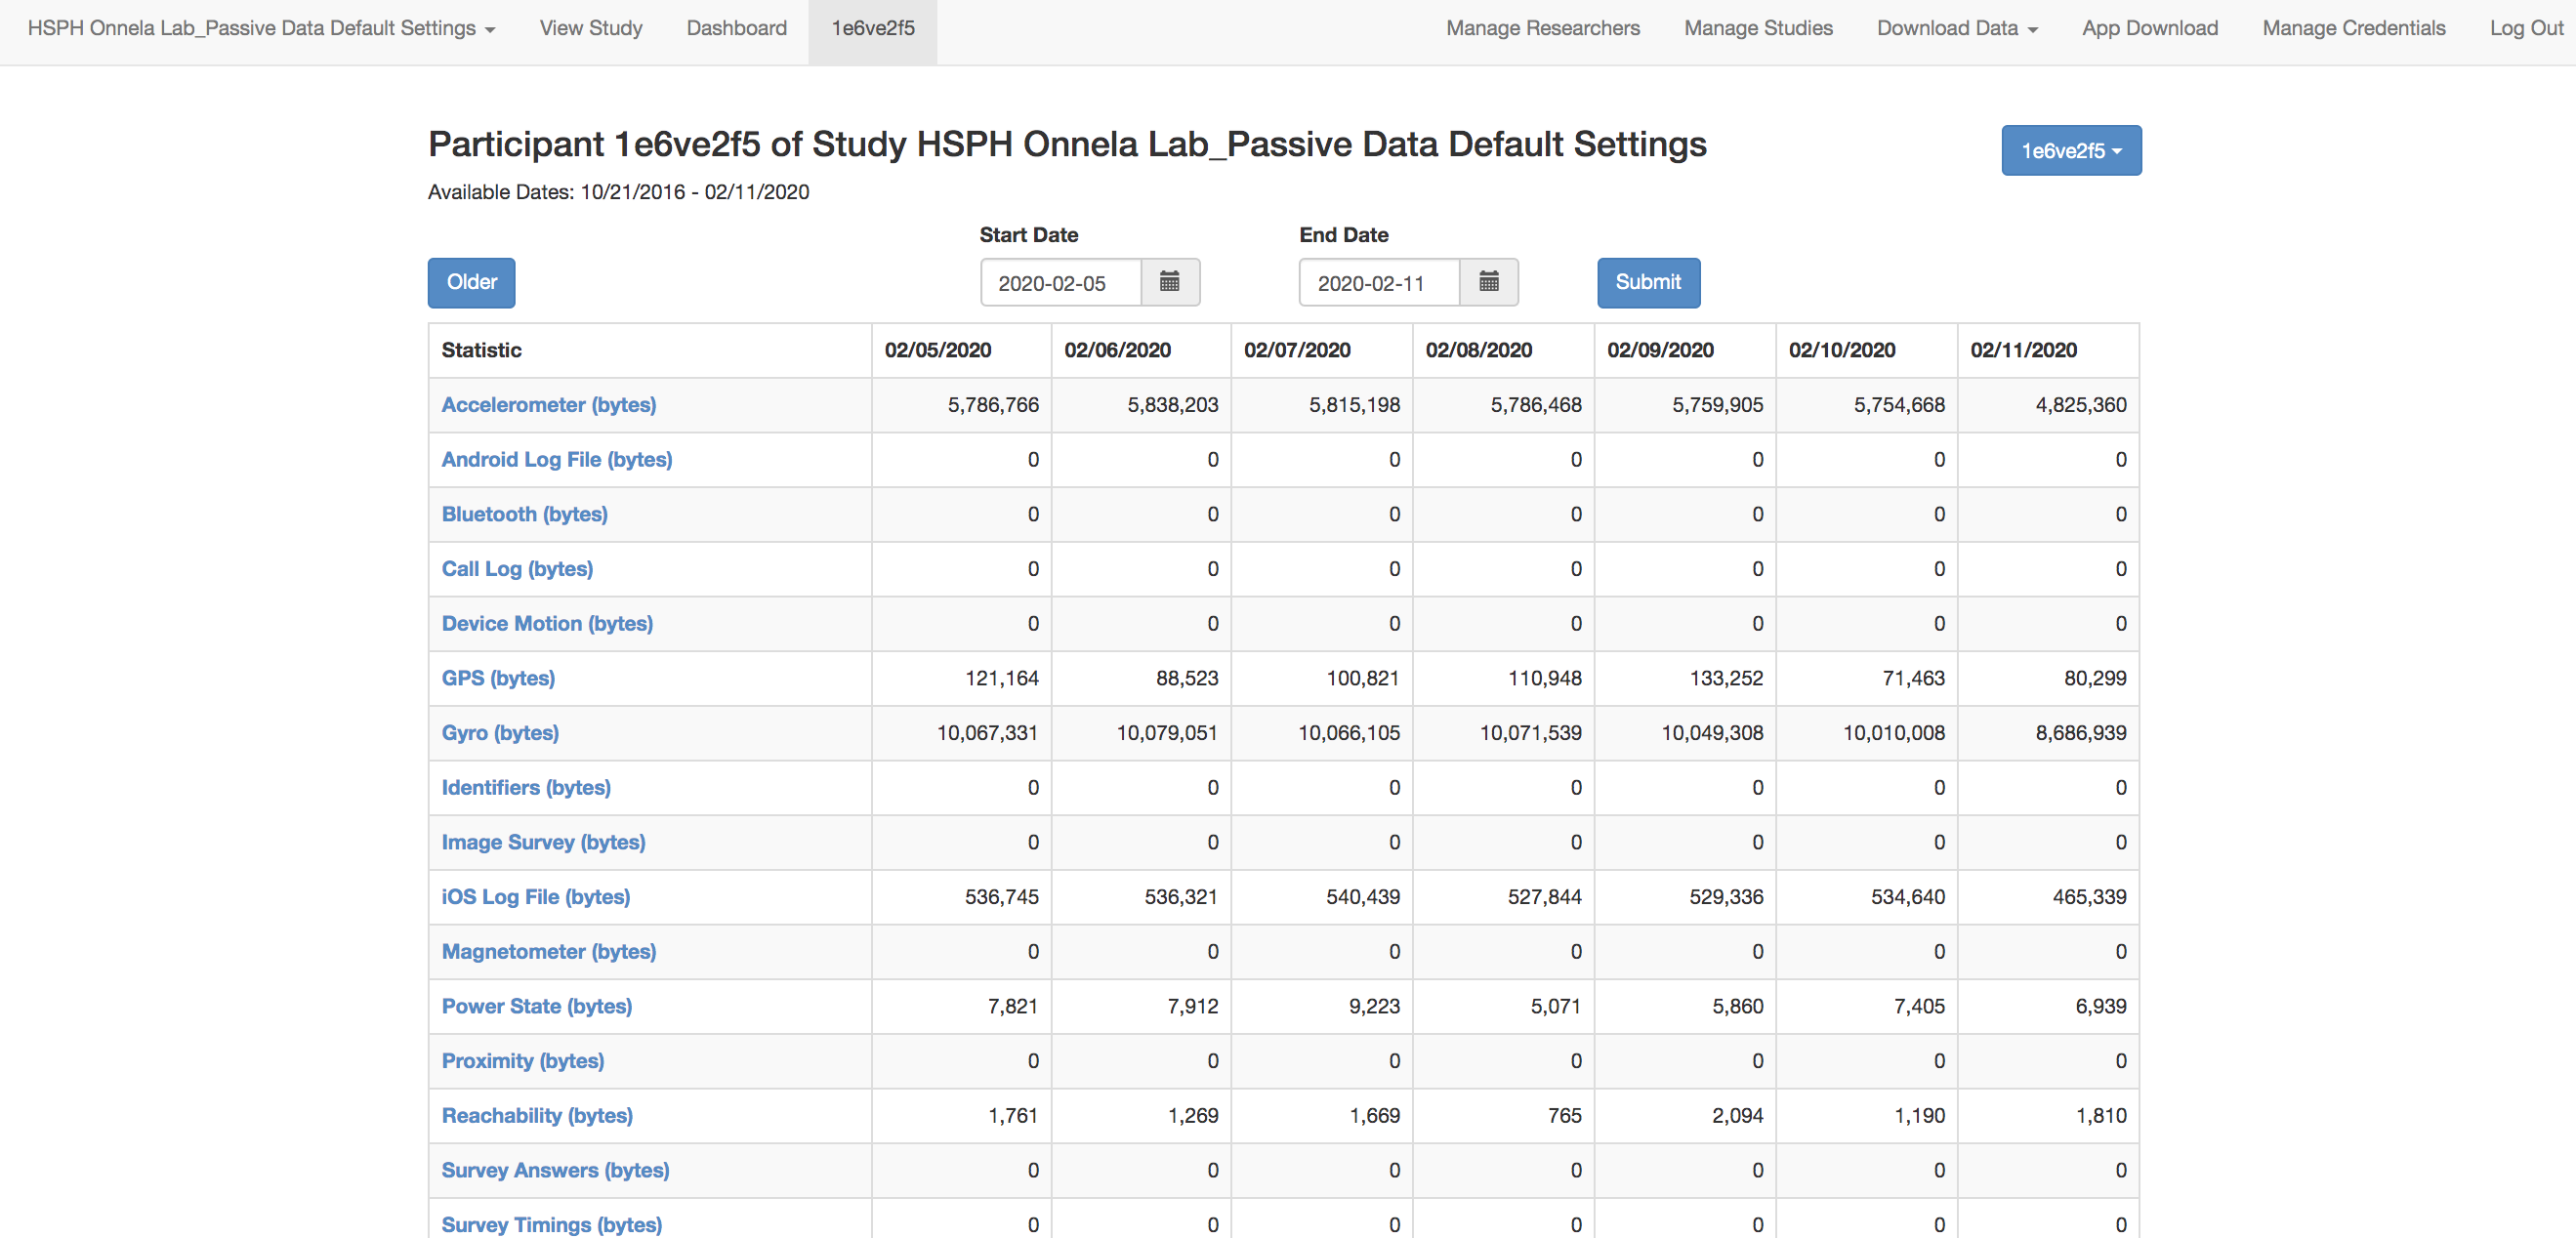 HSPH Onnela Lab_Passive Data Default Settings View Study Dashboard 1e6ve2f5 Manage Researchers Manage Studies Download Data App Download Manage Credentials Log Out
Participant 1e6ve2f5 of Study HSPH Onnela Lab_Passive Data Default Settings 1e6ve2f5
Available Dates: 10/21/2016 - 02/11/2020
Start Date End Date
Older 2020-02-05 2020-02-11 Submit
Statistic 02/05/2020 02/06/2020 02/07/2020 02/08/2020 02/09/2020 02/10/2020 02/11/2020
Accelerometer (bytes) 5,786,766 5,838,203 5,815,198 5,786,468 5,759,905 5,754,668 4,825,360
Android Log File (bytes) 0 0 0 0 0 0 0
Bluetooth (bytes) 0 0 0 0 0 0 0
Call Log (bytes) 0 0 0 0 0 0 0
Device Motion (bytes) 0 0 0 0 0 0 0
GPS (bytes) 121,164 88,523 100,821 110,948 133,252 71,463 80,299
Gyro (bytes) 10,067,331 10,079,051 10,066,105 10,071,539 10,049,308 10,010,008 8,686,939
Identifiers (bytes) 0 0 0 0 0 0 0
Image Survey (bytes) 0 0 0 0 0 0 0
iOS Log File (bytes) 536,745 536,321 540,439 527,844 529,336 534,640 465,339
Magnetometer (bytes) 0 0 0 0 0 0 0
Power State (bytes) 7,821 7,912 9,223 5,071 5,860 7,405 6,939
Proximity (bytes) 0 0 0 0 0 0 0
Reachability (bytes) 1,761 1,269 1,669 765 2,094 1,190 1,810
Survey Answers (bytes) 0 0 0 0 0 0 0
Survey Timings (bytes) 0 0 0 0 0 0 0